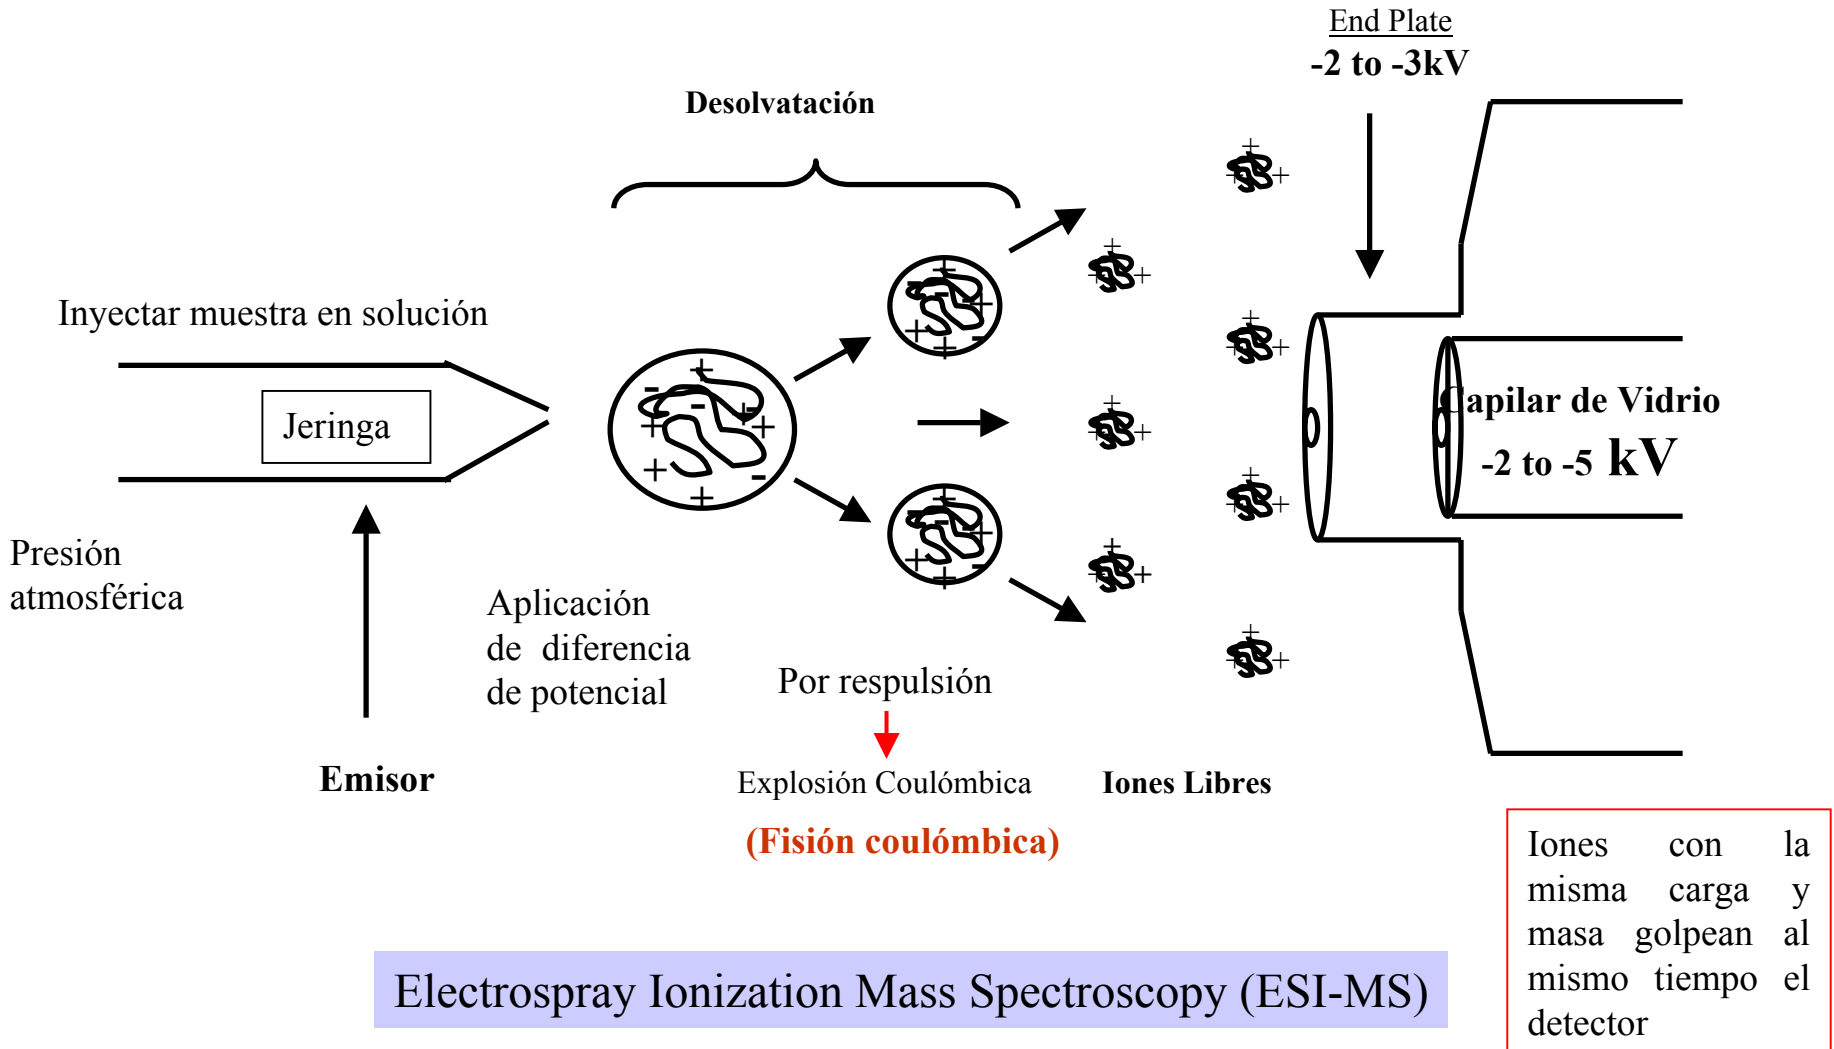 End Plate
-2 to -3kV
Desolvatación
Inyectar muestra en solución
Jeringa
Capilar de Vidrio
-2 to -5 kV
Presión
atmosférica
Aplicación
de diferencia
de potencial
Por respulsión
Emisor
Explosión Coulómbica
Iones Libres
(Fisión coulómbica)
Iones con la
misma carga y
masa golpean al
mismo tiempo el
detector
Electrospray Ionization Mass Spectroscopy (ESI-MS)